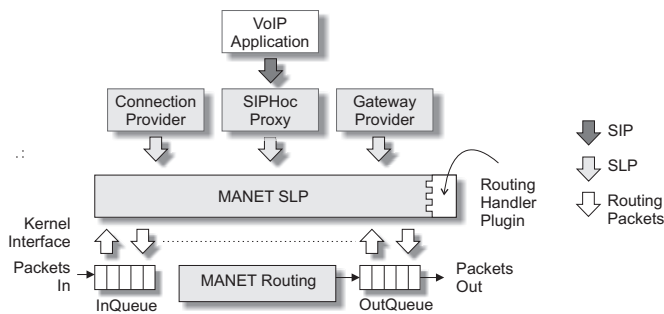 VoIP
Application
Connection
Provider
SIPHoc
Proxy
Gateway
Provider
SIP
SLP
Routing
Packets
.:
MANET SLP
Routing
Handler
Plugin
Kernel
Interface
Packets
In
InQueue
MANET Routing
OutQueue
Packets
Out